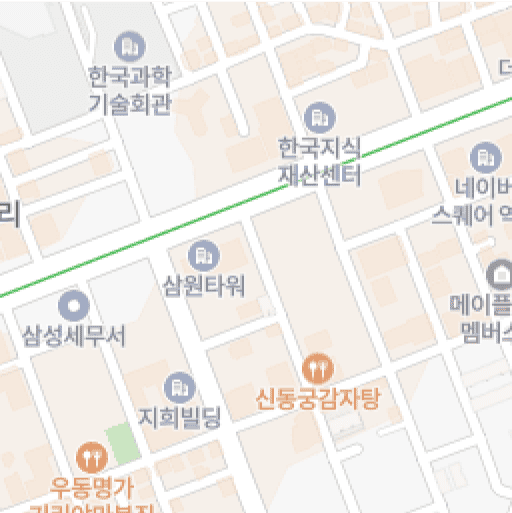 한국과학
기술회관
한국지식
재산센터
네이버
스퀘어 역
리
삼원타워
삼성세무서
메이플
멤버스
신동궁감자탕
지희빌딩
우동명가